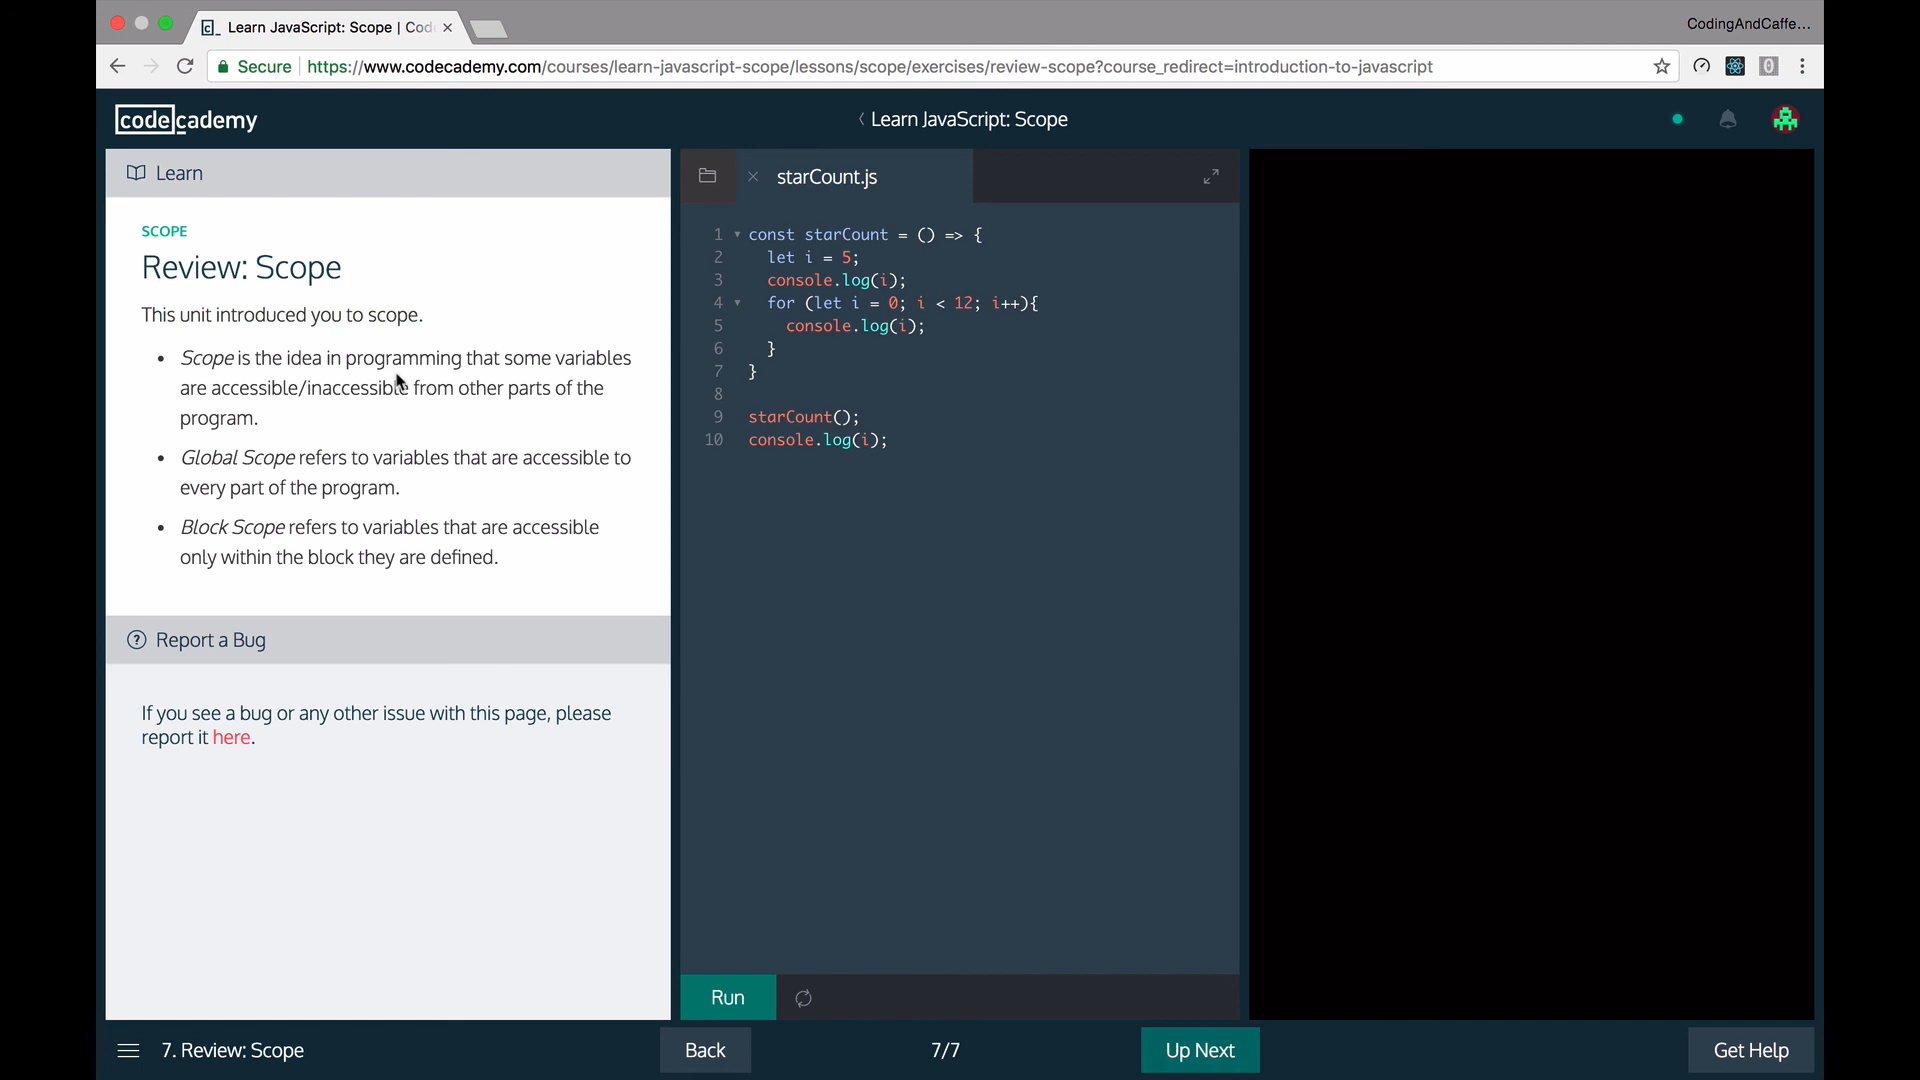 Learn JavaScript: Scope | Cod
CodingAndCaffe...
Secure https://www.codecademy.com/courses/learn-javascript-scope/lessons/scope/exercises/review-scope?course_redirect=introduction-to-javascript
codecademy
Learn JavaScript: Scope
Learn
SCOPE
Review: Scope
This unit introduced you to scope.
• Scope is the idea in programming that some variables
are accessible/inaccessible from other parts of the
program.
• Global Scope refers to variables that are accessible to
every part of the program.
• Block Scope refers to variables that are accessible
only within the block they are defined.
Report a Bug
If you see a bug or any other issue with this page, please
report it here.
starCount.js
1 const starCount = () => {
2 let i = 5;
3 console.log(i);
4 for (let i = 0; i < 12; i++){
5 console.log(i);
6 }
7 }
8
9 starCount();
10 console.log(i);
Run
7. Review: Scope
Back
7/7
Up Next
Get Help